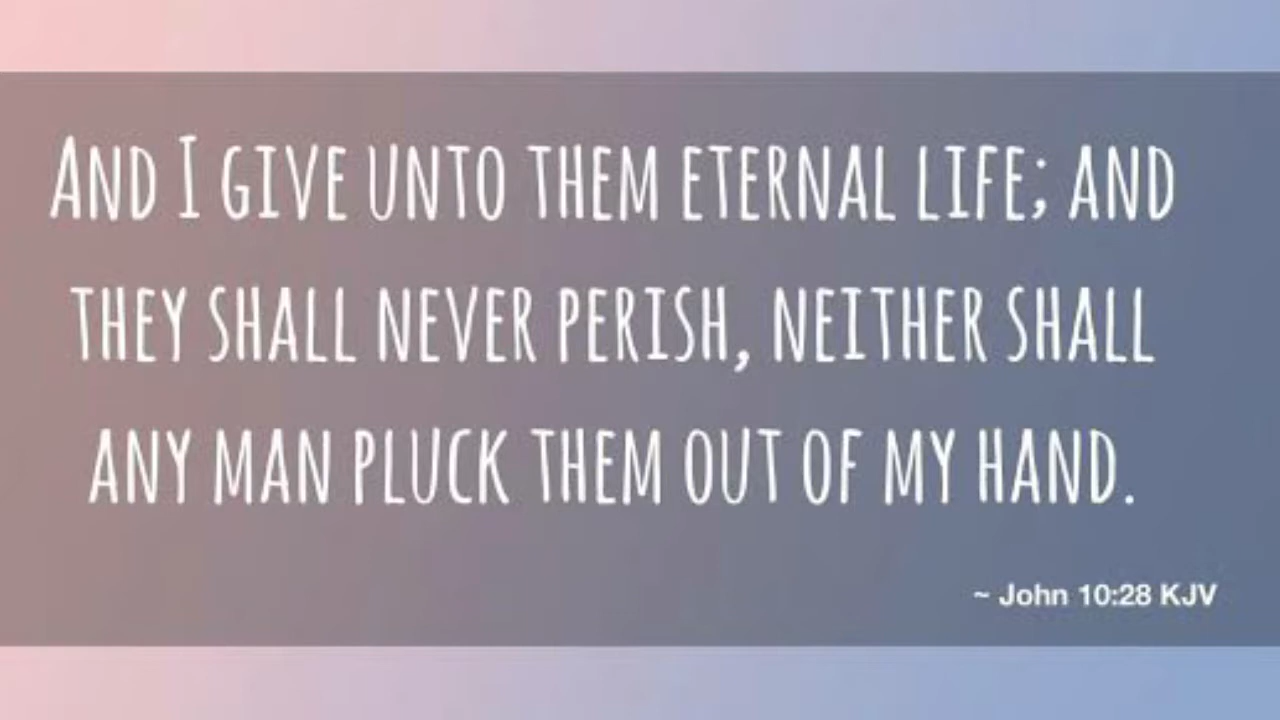 And I give unto them eternal life; and
they shall never perish, neither shall
any man pluck them out of my hand.
~ John 10:28 KJV